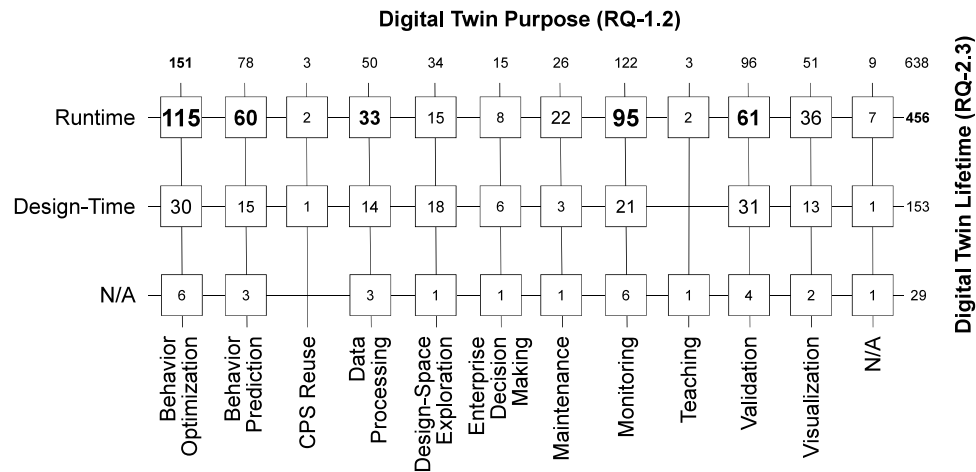 Digital Twin Purpose (RQ-1.2)
151 78 3 50 34 15 26 122 3 96 51 9 638
Runtime 115 60 2 33 15 8 22 95 2 61 36 7 456
Design-Time 30 15 1 14 18 6 3 21 31 13 1 153
N/A 6 3 3 1 1 1 6 1 4 2 1 29
Behavior
Optimization
Behavior
Prediction
CPS Reuse
Data
Processing
Design-Space
Exploration
Enterprise
Decision
Making
Maintenance
Monitoring
Teaching
Validation
Visualization
N/A
Digital Twin Lifetime (RQ-2.3)